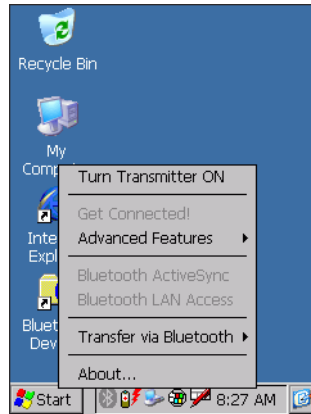 Recycle Bin
My
Comp
Turn Transmitter ON
Get Connected!
Inte
Advanced Features
Expl
Bluetooth ActiveSync
Bluetooth LAN Access
Bluet
Transfer via Bluetooth
Dev
About...
Start
8:27 AM